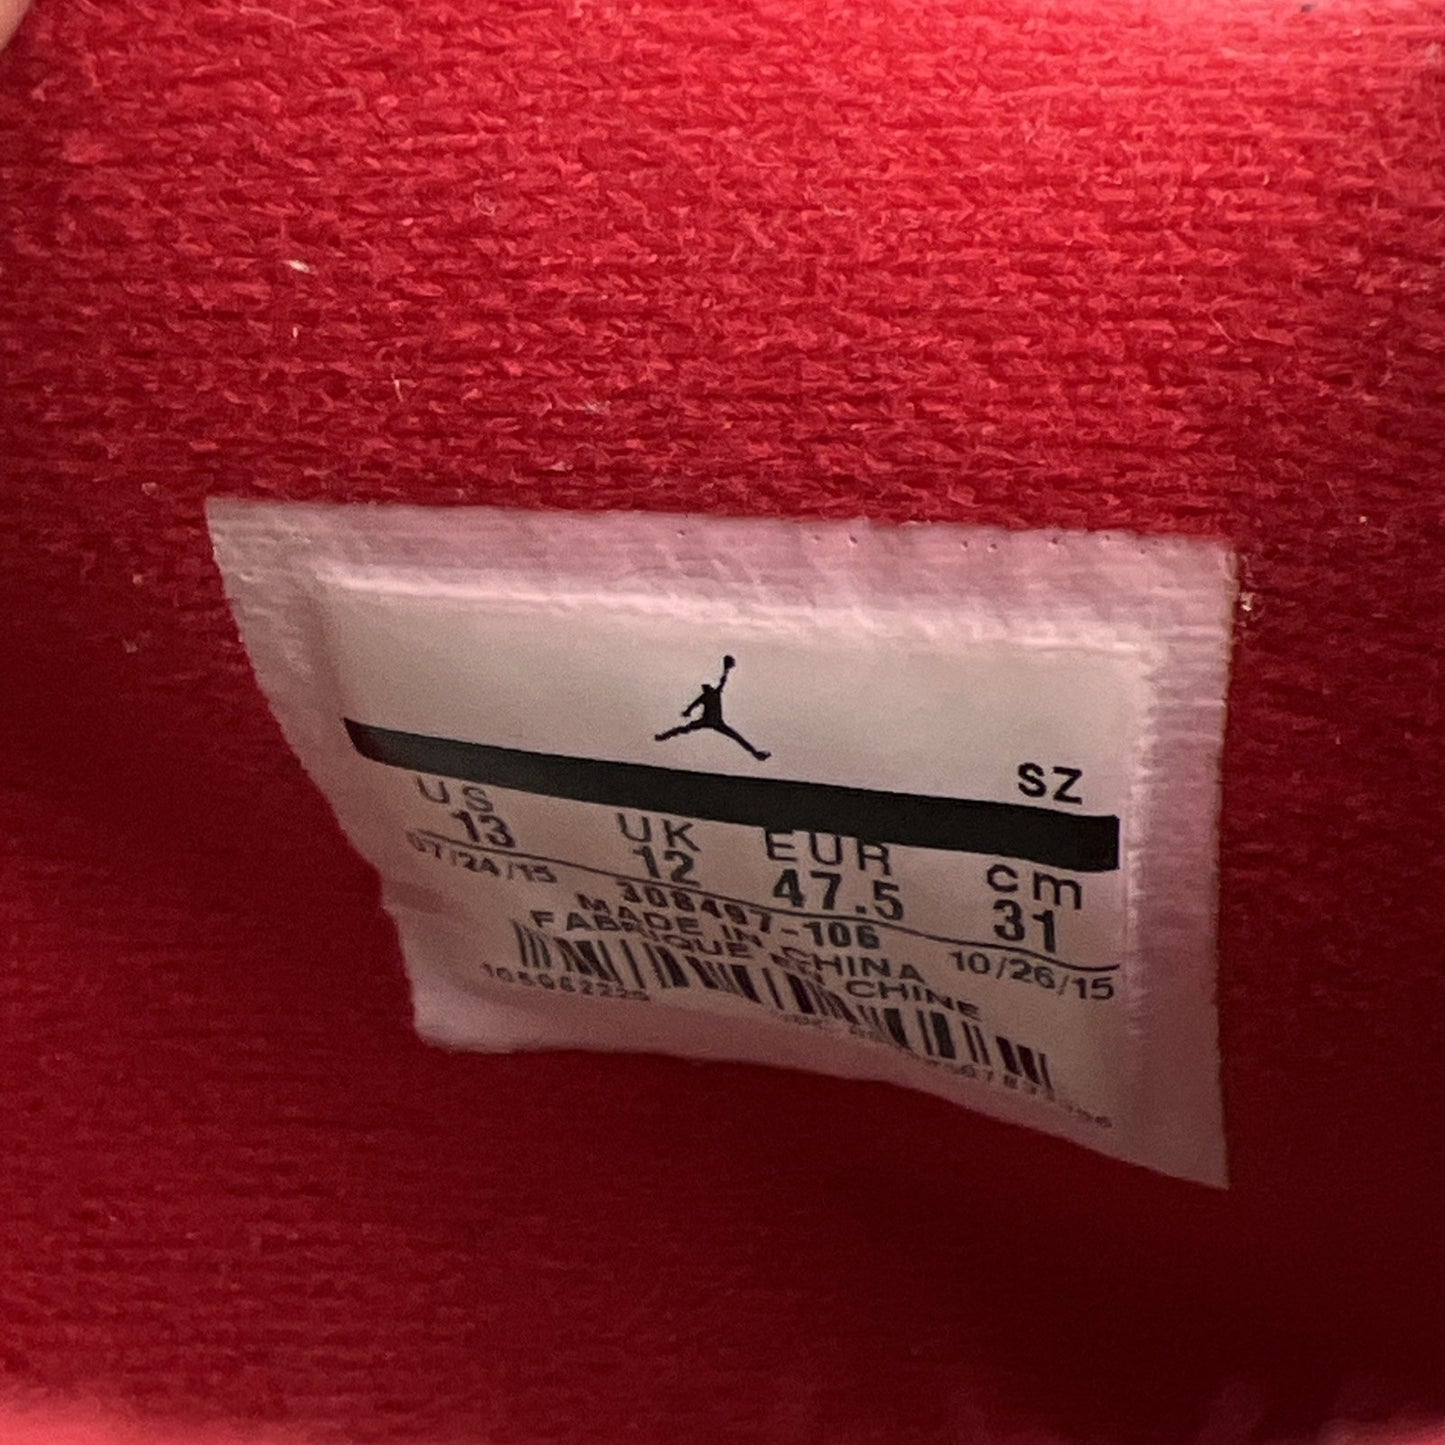 SZ
US UK EUR cm
13 12 47.5 31
07/24/15 10/26/15
308497-106
MADE IN CHINA
FABRIQUE EN CHINE